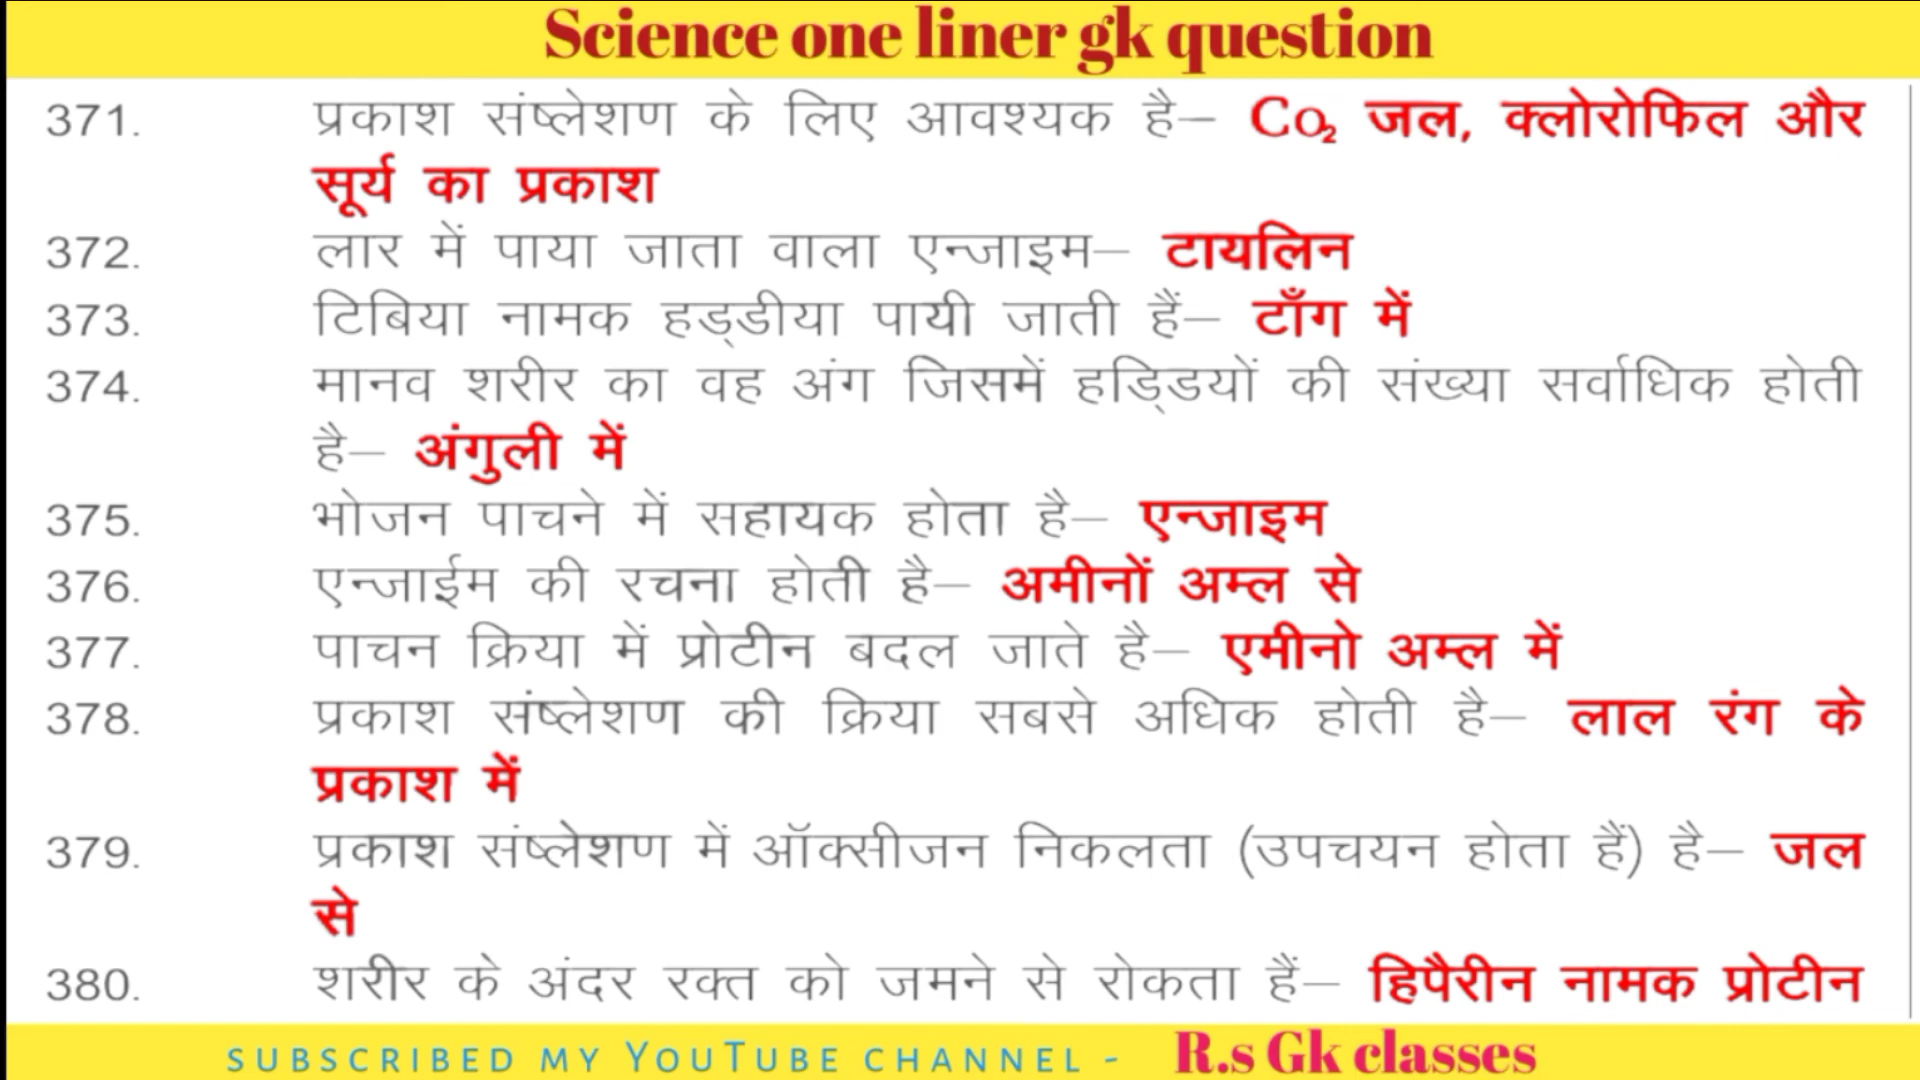 Science one liner gk question
371. प्रकाश संष्लेशण के लिए आवश्यक है– Co₂ जल, क्लोरोफिल और
सूर्य का प्रकाश
372. लार में पाया जाता वाला एन्जाइम– टायलिन
373. टिबिया नामक हड्डीया पायी जाती हैं– टाँग में
374. मानव शरीर का वह अंग जिसमें हड्डियों की संख्या सर्वाधिक होती
है– अंगुली में
375. भोजन पाचने में सहायक होता है– एन्जाइम
376. एन्जाईम की रचना होती है– अमीनों अम्ल से
377. पाचन क्रिया में प्रोटीन बदल जाते है– एमीनो अम्ल में
378. प्रकाश संष्लेशण की क्रिया सबसे अधिक होती है– लाल रंग के
प्रकाश में
379. प्रकाश संष्लेशण में ऑक्सीजन निकलता (उपचयन होता हैं) है– जल
से
380. शरीर के अंदर रक्त को जमने से रोकता हैं– हिपैरीन नामक प्रोटीन
SUBSCRIBED MY YOUTUBE CHANNEL - R.s Gk classes